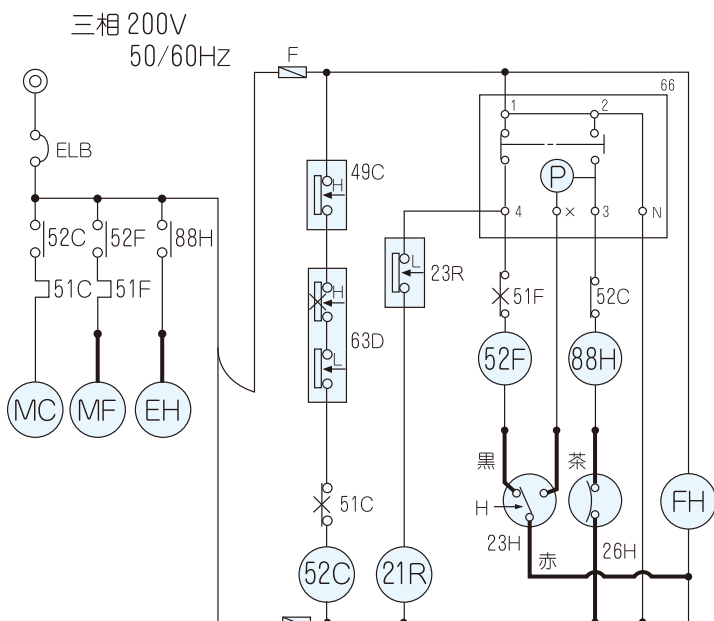 三相 200V
50/60Hz
F
66
1
2
ELB
49C
H
P
52C
52F
88H
4
×
3
N
L
23R
51C
51F
H
51F
52C
63D
L
52F
88H
MC
MF
EH
黒
茶
51C
H
FH
23H
赤
26H
52C
21R